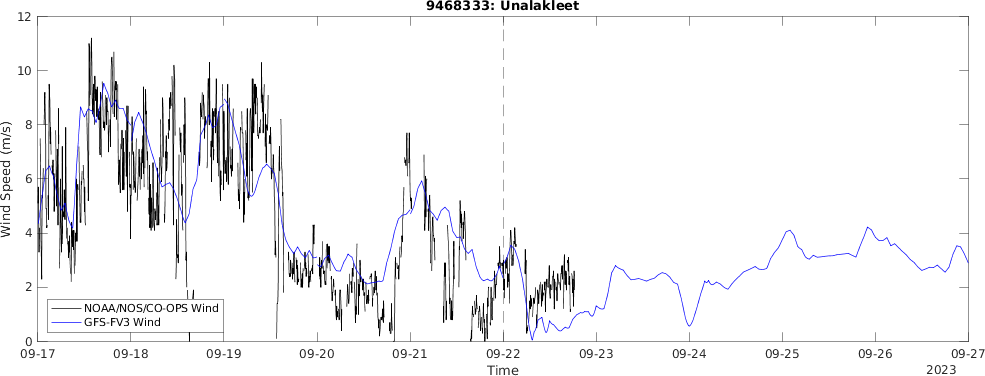 9468333: Unalakleet
Wind Speed (m/s)
12
10
8
6
4
2
0
NOAA/NOS/CO-OPS Wind
GFS-FV3 Wind
09-17 09-18 09-19 09-20 09-21 09-22 09-23 09-24 09-25 09-26 09-27
Time
2023